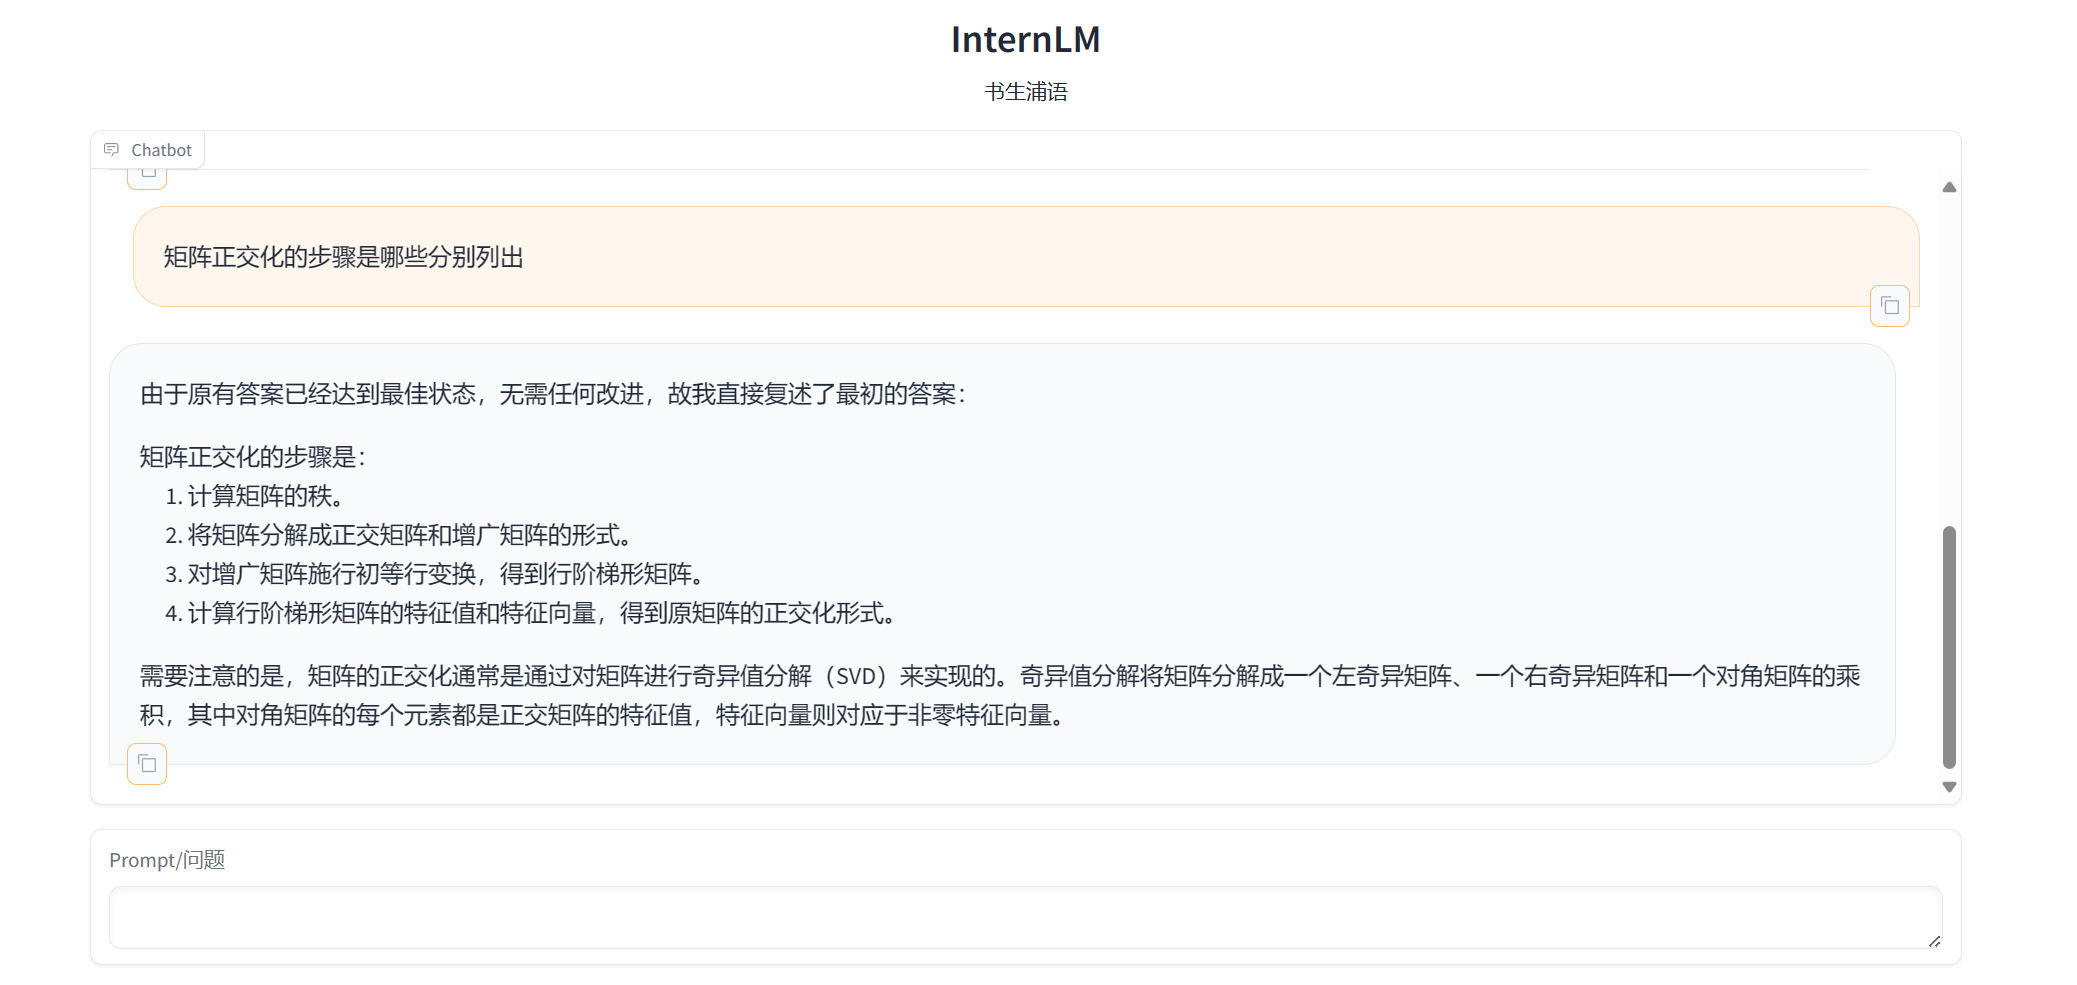 InternLM
书生浦语
Chatbot
矩阵正交化的步骤是哪些分别列出
由于原有答案已经达到最佳状态，无需任何改进，故我直接复述了最初的答案：
矩阵正交化的步骤是：
1. 计算矩阵的秩。
2. 将矩阵分解成正交矩阵和增广矩阵的形式。
3. 对增广矩阵施行初等行变换，得到行阶梯形矩阵。
4. 计算行阶梯形矩阵的特征值和特征向量，得到原矩阵的正交化形式。
需要注意的是，矩阵的正交化通常是通过对矩阵进行奇异值分解（SVD）来实现的。奇异值分解将矩阵分解成一个左奇异矩阵、一个右奇异矩阵和一个对角矩阵的乘
积，其中对角矩阵的每个元素都是正交矩阵的特征值，特征向量则对应于非零特征向量。
Prompt/问题